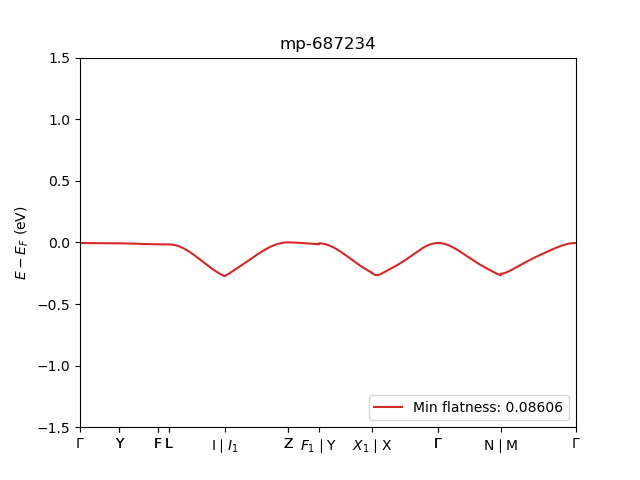 mp-687234
E − E_F (eV)
1.5
1.0
0.5
0.0
−0.5
−1.0
−1.5
Min flatness: 0.08606
Γ Y F L I | I₁ Z F₁ | Y X₁ | X Γ N | M Γ